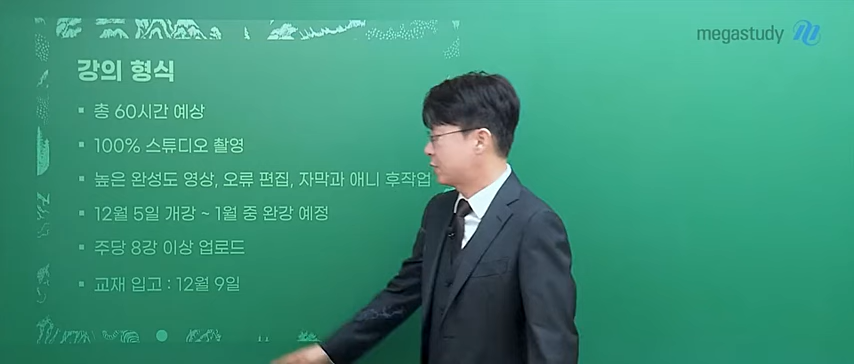 megastudy
강의 형식
▪ 총 60시간 예상
▪ 100% 스튜디오 촬영
▪ 높은 완성도 영상, 오류 편집, 자막과 애니 후작업
▪ 12월 5일 개강 ~ 1월 중 완강 예정
▪ 주당 8강 이상 업로드
▪ 교재 입고 : 12월 9일